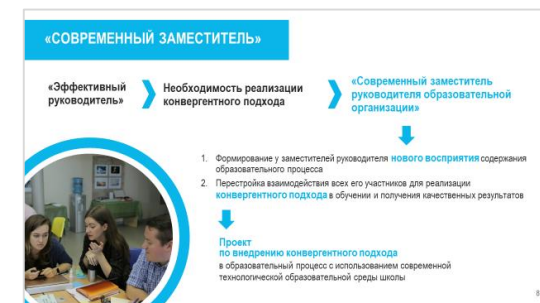 «СОВРЕМЕННЫЙ ЗАМЕСТИТЕЛЬ»
«Эффективный
руководитель»
Необходимость реализации
конвергентного подхода
«Современный заместитель
руководителя образовательной
организации»
1. Формирование у заместителей руководителя нового восприятия содержания
образовательного процесса
2. Перестройка взаимодействия всех его участников для реализации
конвергентного подхода в обучении и получения качественных результатов
Проект
по внедрению конвергентного подхода
в образовательный процесс с использованием современной
технологической образовательной среды школы
8